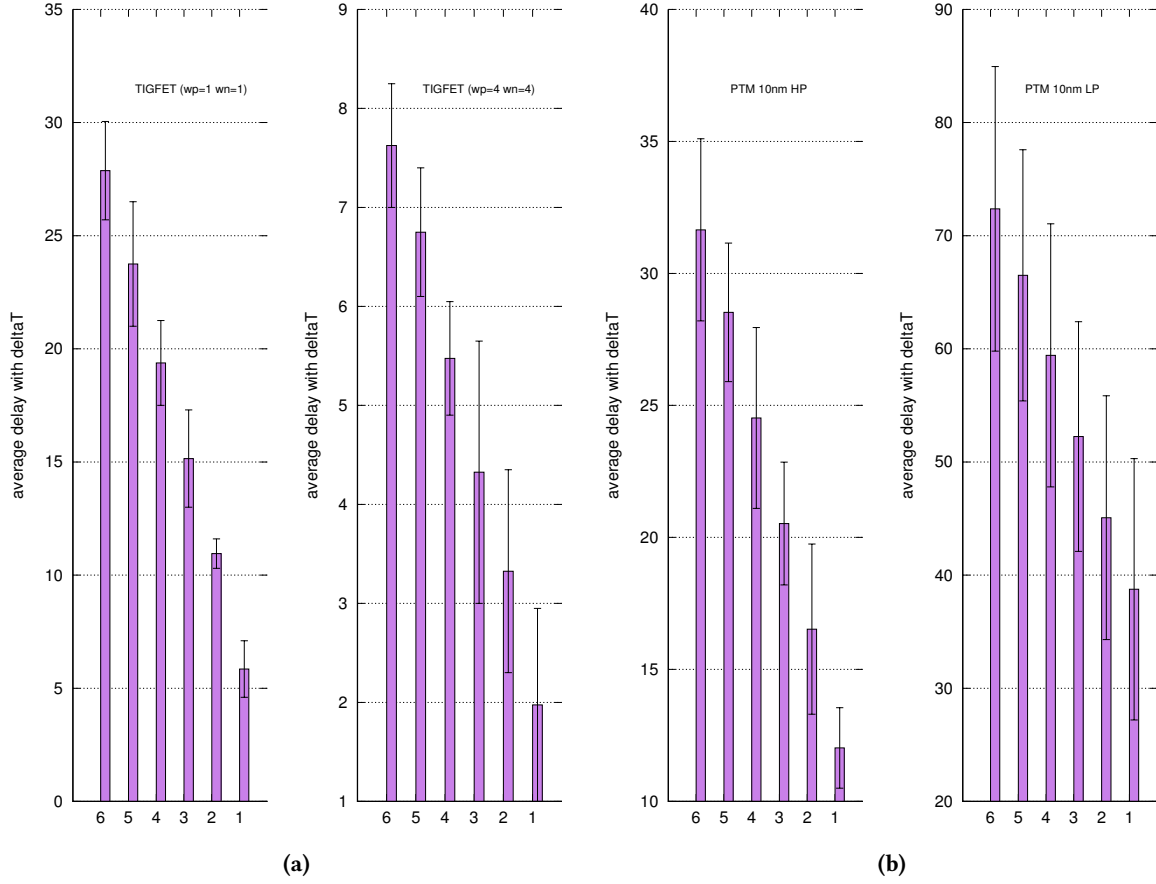 TIGFET (wp=1 wn=1)
average delay with deltaT
35
30
25
20
15
10
5
0
6 5 4 3 2 1
TIGFET (wp=4 wn=4)
average delay with deltaT
9
8
7
6
5
4
3
2
1
6 5 4 3 2 1
(a)
PTM 10nm HP
average delay with deltaT
40
35
30
25
20
15
10
6 5 4 3 2 1
PTM 10nm LP
average delay with deltaT
90
80
70
60
50
40
30
20
6 5 4 3 2 1
(b)